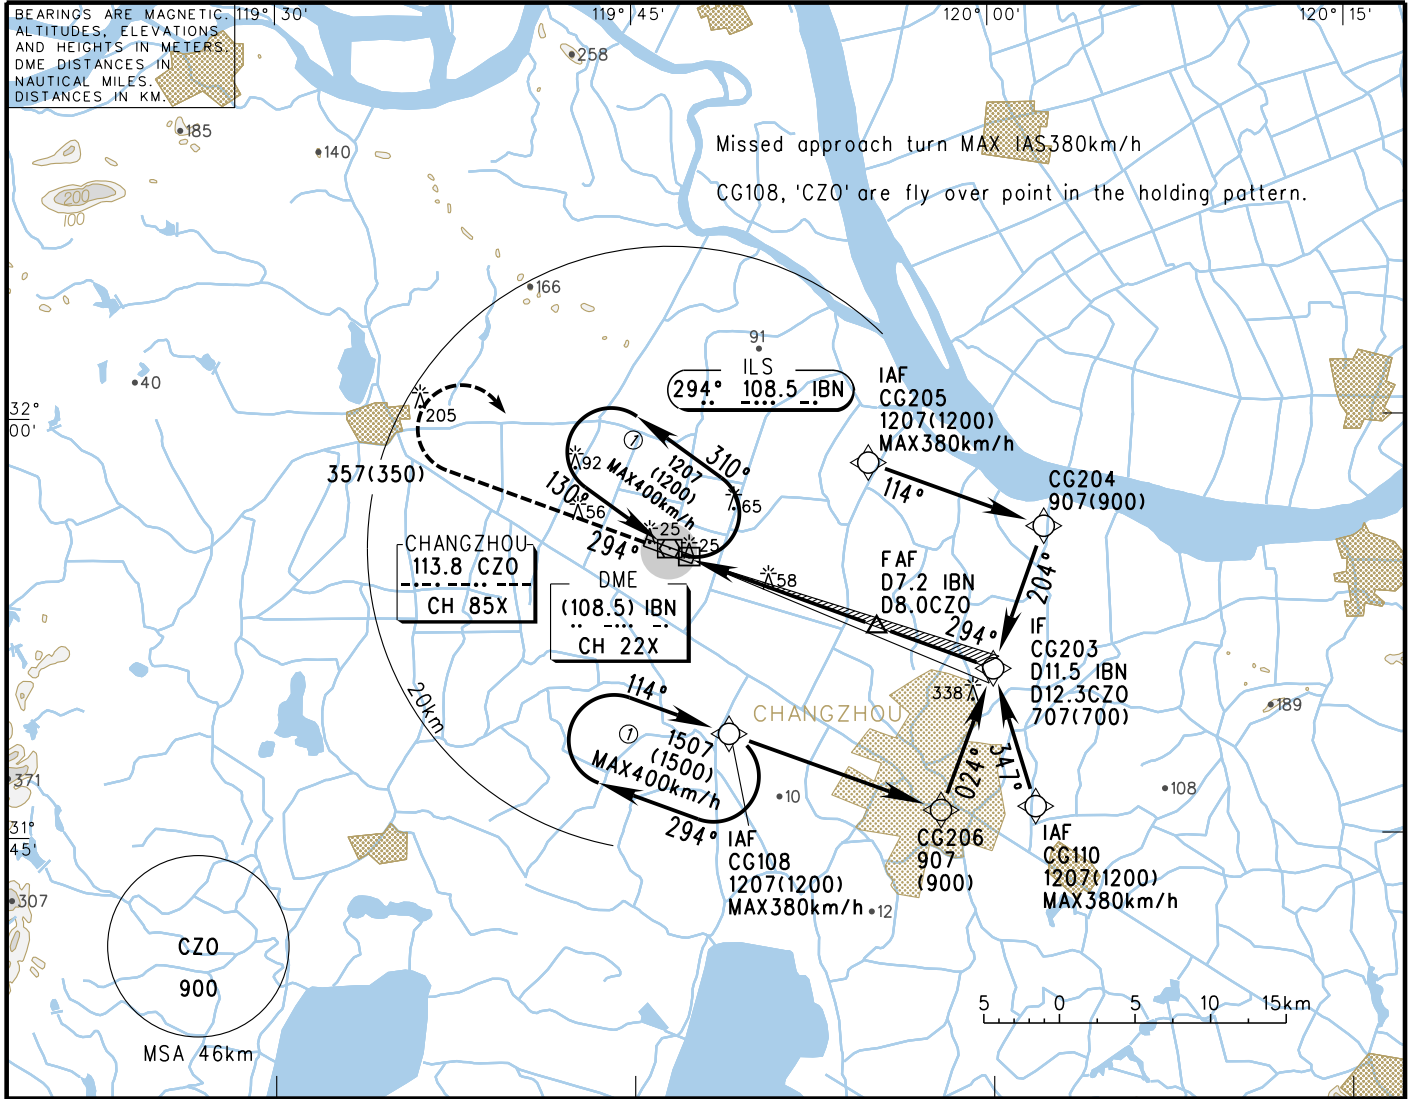 BEARINGS ARE MAGNETIC.
ALTITUDES, ELEVATIONS
AND HEIGHTS IN METERS.
DME DISTANCES IN
NAUTICAL MILES.
DISTANCES IN KM.
119° 30'
119° 45'
120° 00'
120° 15'
258
185
140
200
100
Missed approach turn MAX IAS380km/h
CG108, 'CZO' are fly over point in the holding pattern.
166
91
40
32°
00'
ILS
294° 108.5 IBN
IAF
CG205
1207(1200)
MAX380km/h
205
357(350)
1
1207
(1200)
MAX400km/h
310°
130°
92
56
65
114°
CG204
907(900)
294°
25
25
58
CHANGZHOU
113.8 CZO
CH 85X
DME
(108.5) IBN
CH 22X
FAF
D7.2 IBN
D8.0CZO
294°
204°
IF
CG203
D11.5 IBN
D12.3CZO
707(700)
338
189
20km
114°
1
1507
(1500)
MAX400km/h
294°
CHANGZHOU
024°
347°
10
108
371
31°
45'
307
IAF
CG108
1207(1200)
MAX380km/h
12
CG206
907
(900)
IAF
CG110
1207(1200)
MAX380km/h
CZO
900
MSA 46km
5 0 5 10 15km